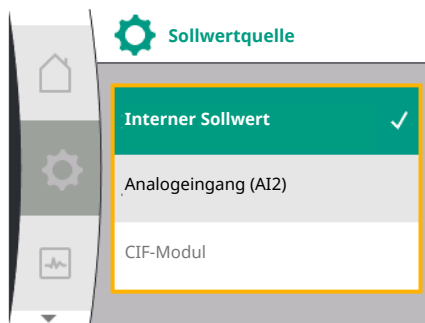 Sollwertquelle
Interner Sollwert
Analogeingang (AI2)
CIF-Modul